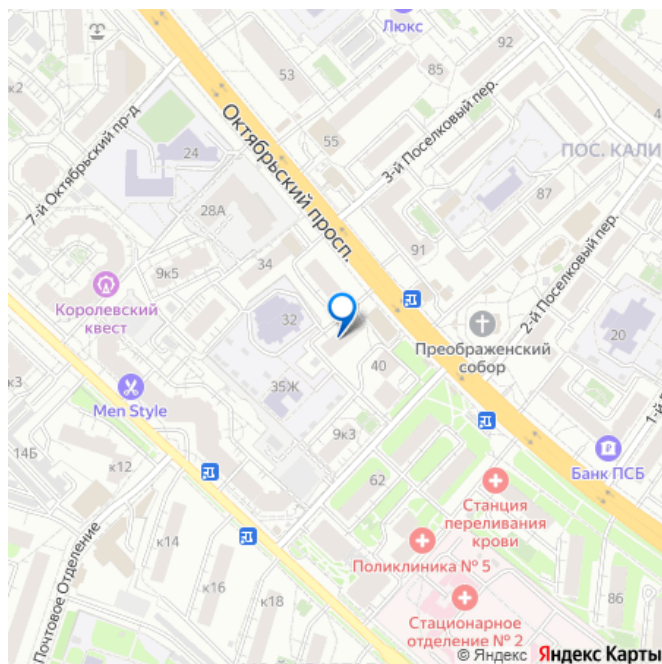 Люкс
92
к2
53
85
55
3-й Поселковый пер.
ПОС. КАЛИ
Октябрьский просп.
24
7-й Октябрьский пр-д
28А
87
91
2-й Поселковый пер.
34
9к5
Королевский
квест
32
Преображенский
собор
20
40
35Ж
1-й
к3
Men Style
9к3
14Б
к12
62
Банк ПСБ
Станция
переливания
крови
к14
Поликлиника № 5
Почтовое Отделение
к16
86
к18
Стационарное
отделение № 2
© Яндекс Яндекс Карты